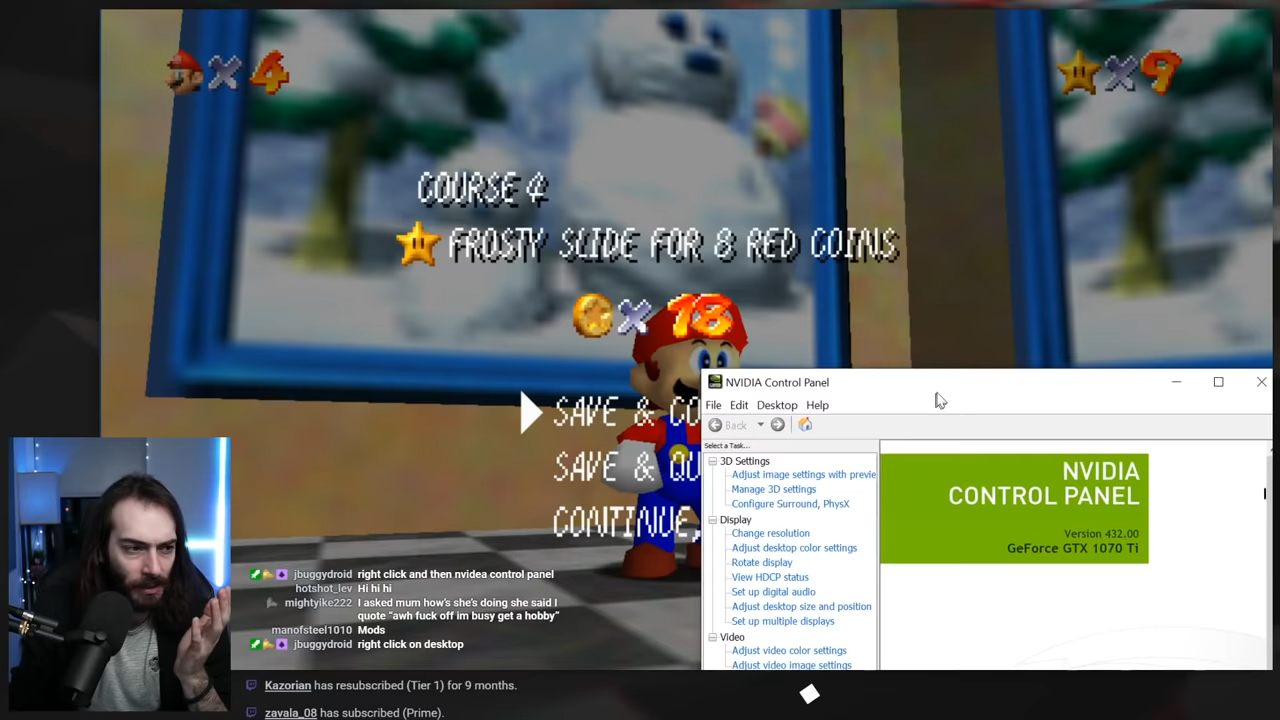 4
9
COURSE 4
FROSTY SLIDE FOR 8 RED COINS
18
SAVE & CO
SAVE & QU
CONTINUE,
NVIDIA Control Panel
File Edit Desktop Help
Back
Select a Task...
3D Settings
Adjust image settings with previe
Manage 3D settings
Configure Surround, PhysX
Display
Change resolution
Adjust desktop color settings
Rotate display
View HDCP status
Set up digital audio
Adjust desktop size and position
Set up multiple displays
Video
Adjust video color settings
Adjust video image settings
NVIDIA
CONTROL PANEL
Version 432.00
GeForce GTX 1070 Ti
jbuggydroid right click and then nvidea control panel
hotshot_lev Hi hi hi
mightyike222 I asked mum how's she's doing she said I
quote “awh fuck off im busy get a hobby”
manofsteel1010 Mods
jbuggydroid right click on desktop
Kazorian has resubscribed (Tier 1) for 9 months.
zavala_08 has subscribed (Prime).